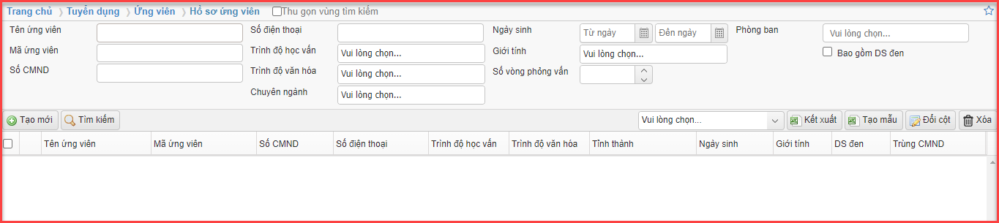 Trang chủ Tuyển dụng Ứng viên Hồ sơ ứng viên Thu gọn vùng tìm kiếm
Tên ứng viên Số điện thoại Ngày sinh Từ ngày Đến ngày Phòng ban Vui lòng chọn...
Mã ứng viên Trình độ học vấn Vui lòng chọn... Giới tính Vui lòng chọn... Bao gồm DS đen
Số CMND Trình độ văn hóa Vui lòng chọn... Số vòng phỏng vấn
Chuyên ngành Vui lòng chọn...
Tạo mới Tìm kiếm Vui lòng chọn... Kết xuất Tạo mẫu Đổi cột Xóa
Tên ứng viên Mã ứng viên Số CMND Số điện thoại Trình độ học vấn Trình độ văn hóa Tỉnh thành Ngày sinh Giới tính DS đen Trùng CMND